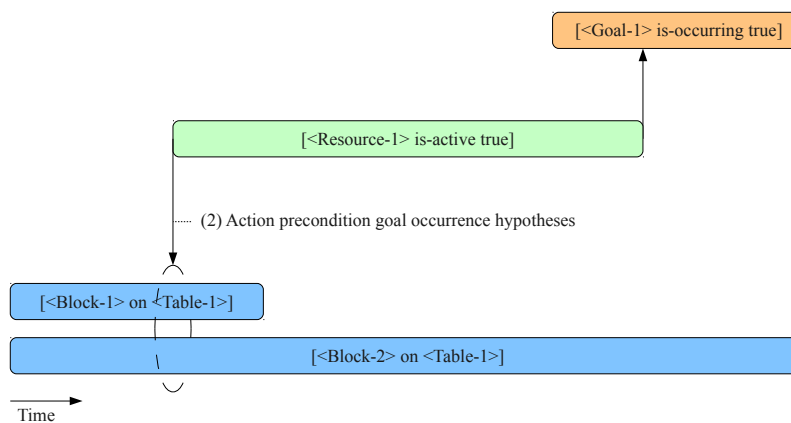 [<Goal-1> is-occurring true]
[<Resource-1> is-active true]
(2) Action precondition goal occurrence hypotheses
[<Block-1> on <Table-1>]
[<Block-2> on <Table-1>]
Time